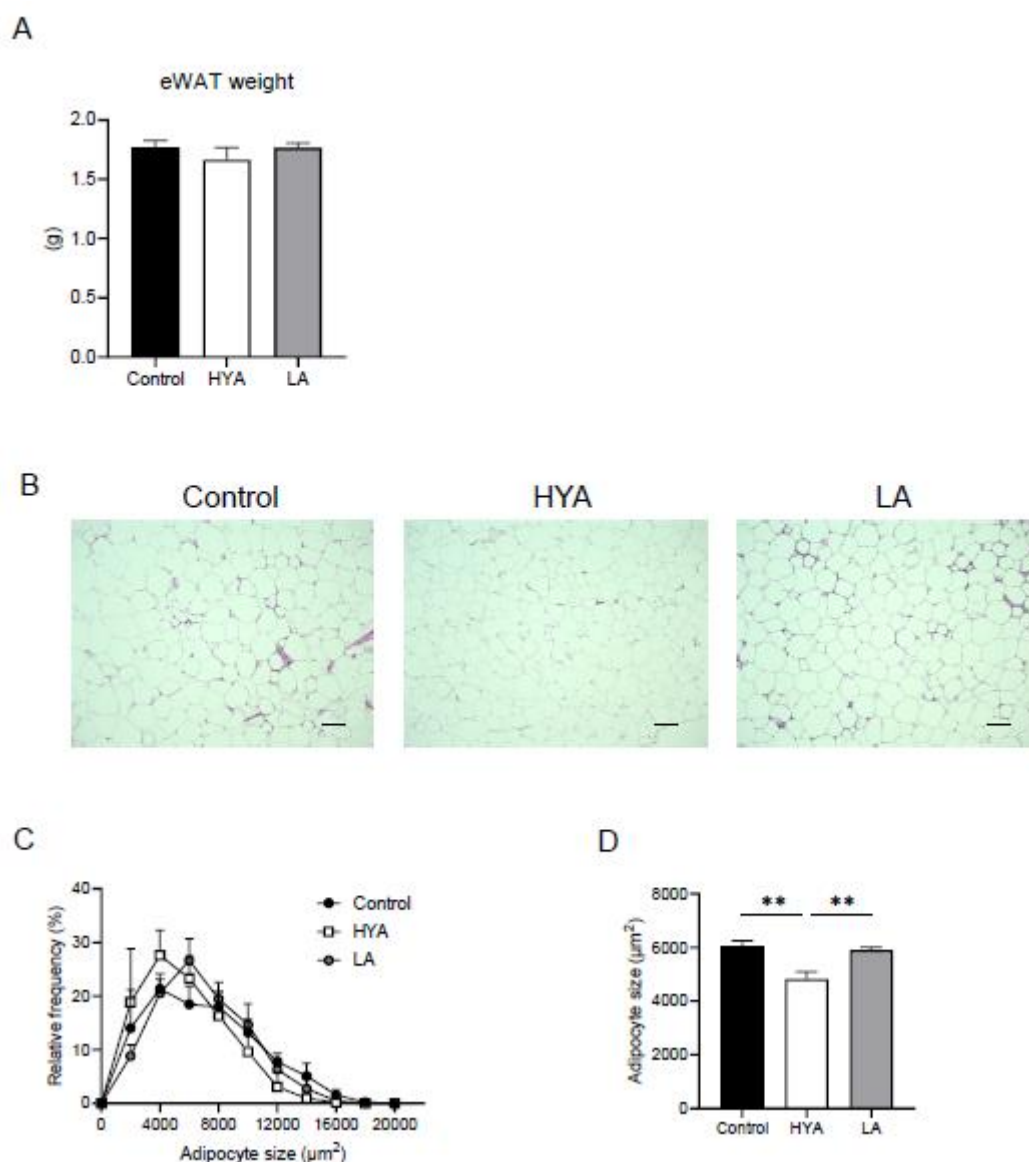 A
eWAT weight
2.0
1.5
1.0
0.5
0.0
(g)
Control HYA LA
B
Control HYA LA
C
40
30
20
10
0
Relative frequency (%)
Control
HYA
LA
0 4000 8000 12000 16000 20000
Adipocyte size (µm²)
D
8000
6000
4000
2000
0
Adipocyte size (µm²)
** **
Control HYA LA